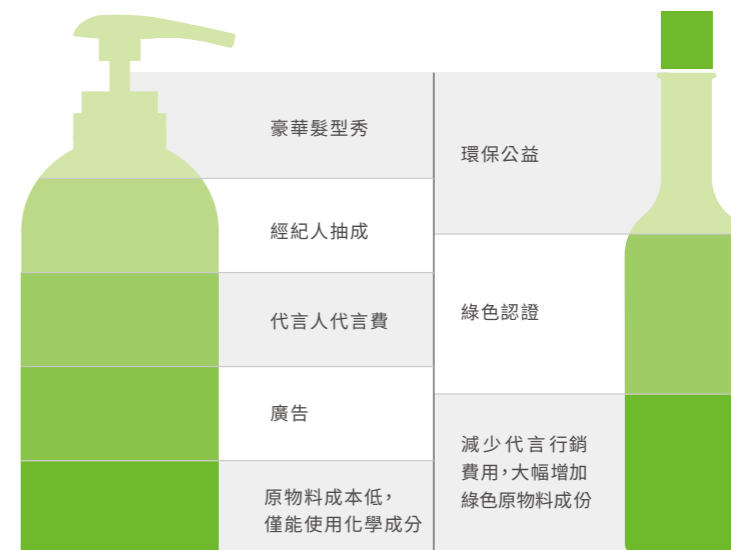 豪華髮型秀
經紀人抽成
代言人代言費
廣告
原物料成本低，
僅能使用化學成分
環保公益
綠色認證
減少代言行銷
費用，大幅增加
綠色原物料成份